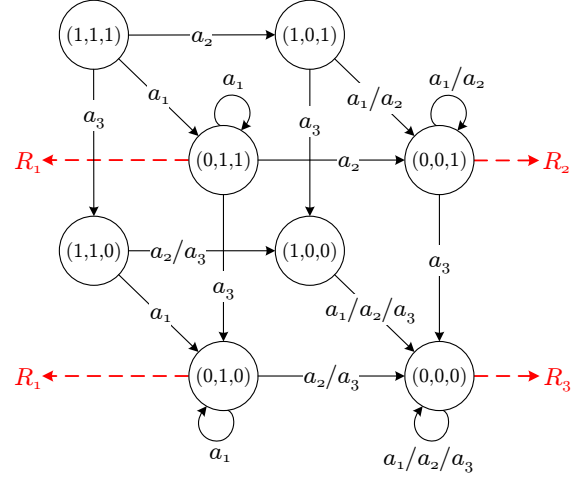 (1,1,1)
a₂
(1,0,1)
a₁
a₁/a₂
a₃
a₁
a₁/a₂
a₃
R₁
(0,1,1)
a₂
(0,0,1)
R₂
(1,1,0)
a₂/a₃
(1,0,0)
a₃
a₃
a₁
a₁/a₂/a₃
R₁
(0,1,0)
a₂/a₃
(0,0,0)
R₃
a₁
a₁/a₂/a₃